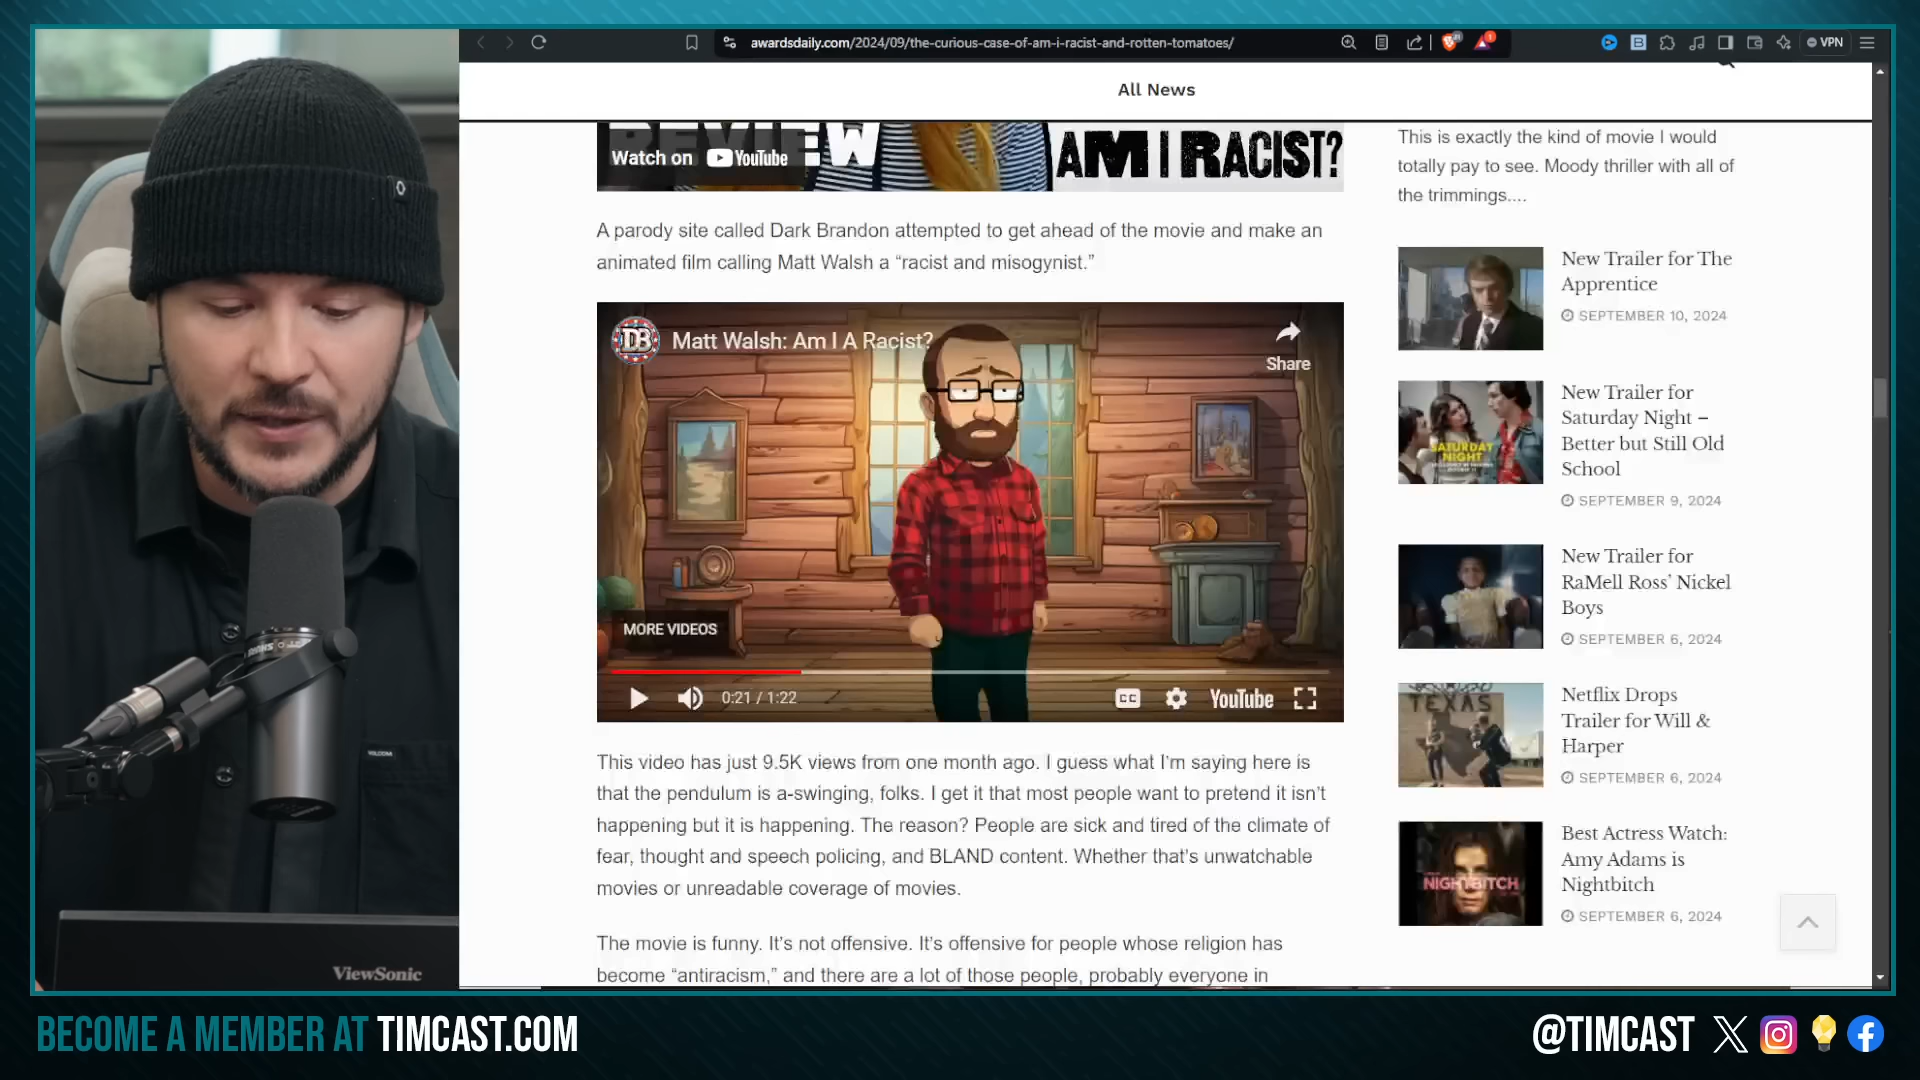 awardsdaily.com/2024/09/the-curious-case-of-am-i-racist-and-rotten-tomatoes/
VPN
All News
REVIEW
AM I RACIST?
Watch on YouTube
A parody site called Dark Brandon attempted to get ahead of the movie and make an
animated film calling Matt Walsh a “racist and misogynist.”
DB
Matt Walsh: Am I A Racist?
Share
MORE VIDEOS
0:21 / 1:22
CC
YouTube
This video has just 9.5K views from one month ago. I guess what I’m saying here is
that the pendulum is a-swinging, folks. I get it that most people want to pretend it isn’t
happening but it is happening. The reason? People are sick and tired of the climate of
fear, thought and speech policing, and BLAND content. Whether that’s unwatchable
movies or unreadable coverage of movies.
The movie is funny. It’s not offensive. It’s offensive for people whose religion has
become “antiracism,” and there are a lot of those people, probably everyone in
This is exactly the kind of movie I would
totally pay to see. Moody thriller with all of
the trimmings....
New Trailer for The
Apprentice
SEPTEMBER 10, 2024
SATURDAY
NIGHT
New Trailer for
Saturday Night –
Better but Still Old
School
SEPTEMBER 9, 2024
New Trailer for
RaMell Ross’ Nickel
Boys
SEPTEMBER 6, 2024
TEXAS
Netflix Drops
Trailer for Will &
Harper
SEPTEMBER 6, 2024
NIGHTBITCH
Best Actress Watch:
Amy Adams is
Nightbitch
SEPTEMBER 6, 2024
ViewSonic
BECOME A MEMBER AT TIMCAST.COM
@TIMCAST